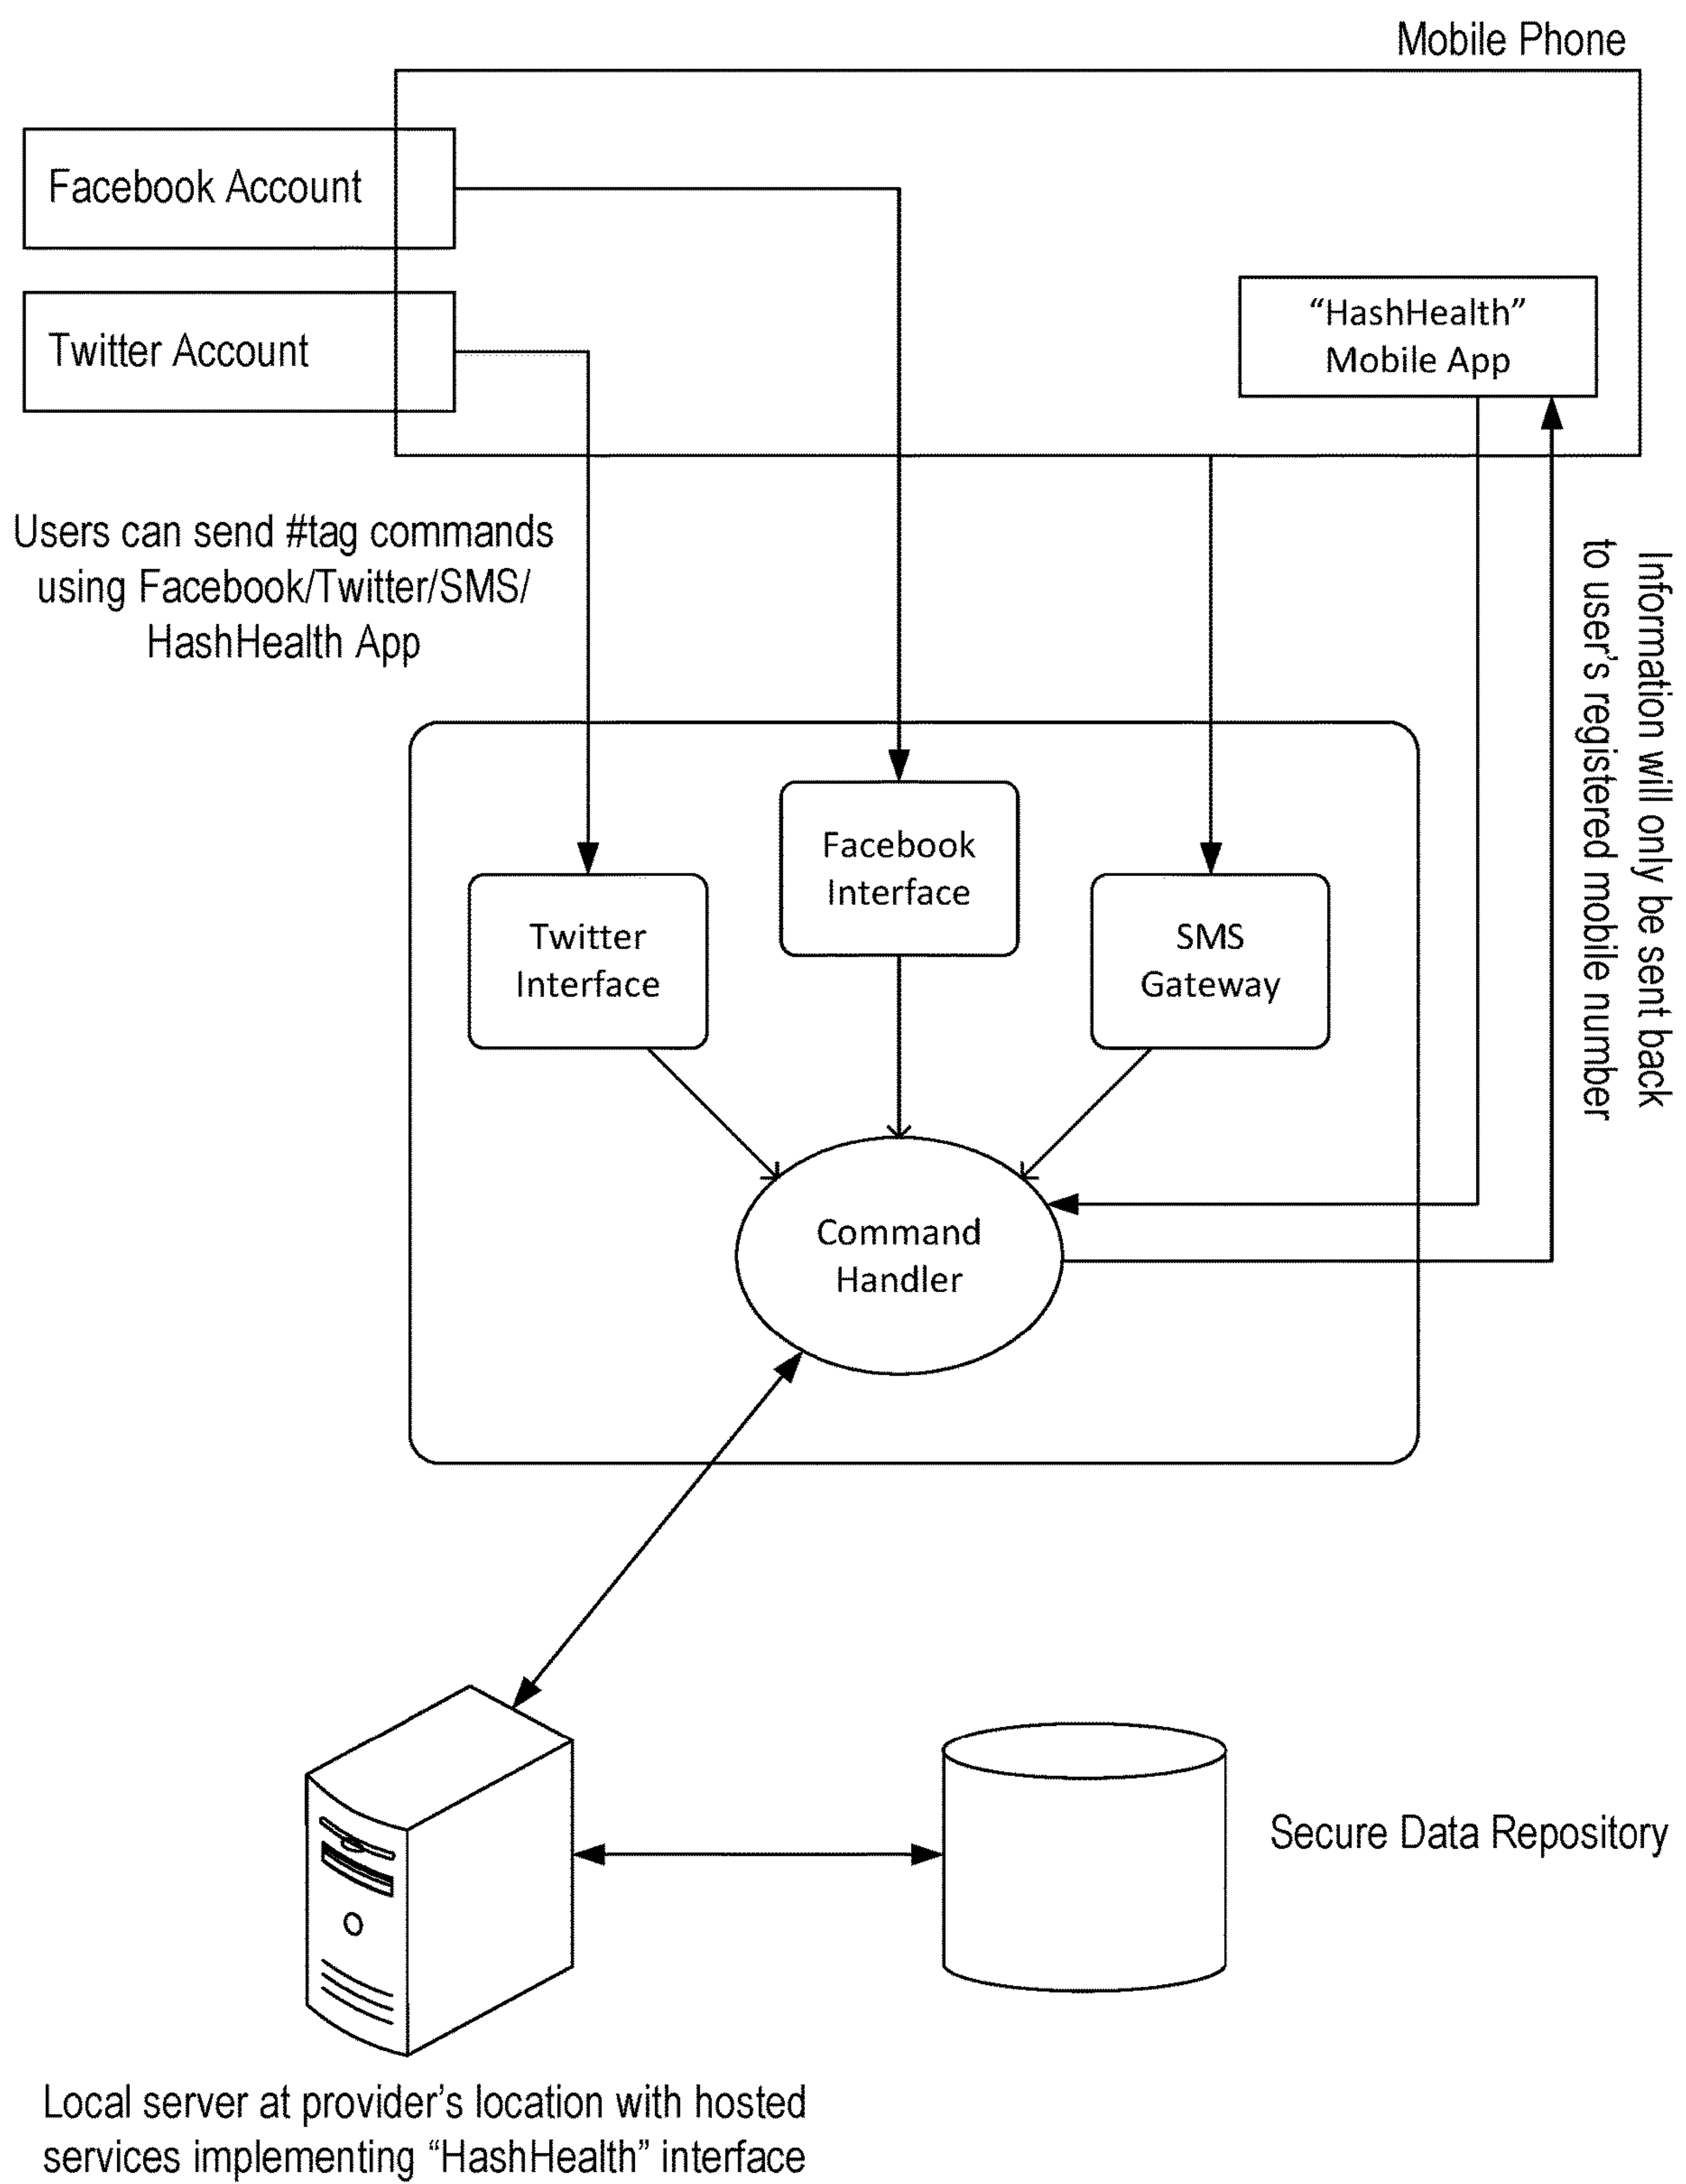 Mobile Phone
Facebook Account
Twitter Account
“HashHealth”
Mobile App
Users can send #tag commands
using Facebook/Twitter/SMS/
HashHealth App
Information will only be sent back
to user’s registered mobile number
Facebook
Interface
Twitter
Interface
SMS
Gateway
Command
Handler
Secure Data Repository
Local server at provider’s location with hosted
services implementing “HashHealth” interface